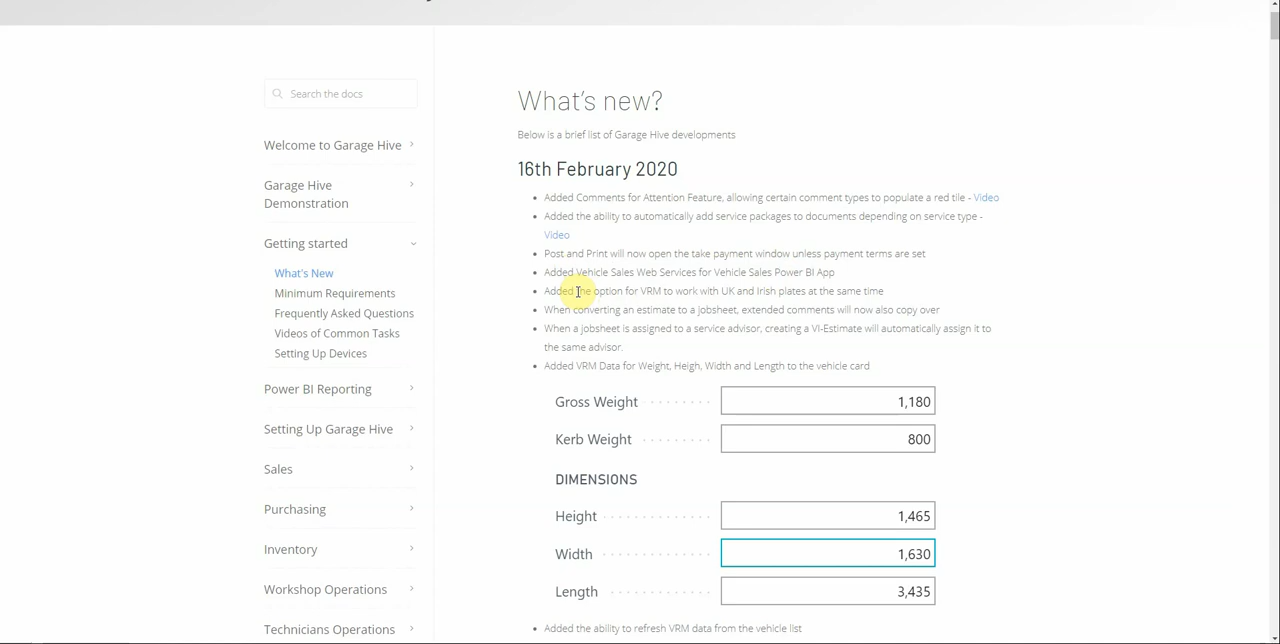 Search the docs
Welcome to Garage Hive
Garage Hive
Demonstration
Getting started
What's New
Minimum Requirements
Frequently Asked Questions
Videos of Common Tasks
Setting Up Devices
Power BI Reporting
Setting Up Garage Hive
Sales
Purchasing
Inventory
Workshop Operations
Technicians Operations
What's new?
Below is a brief list of Garage Hive developments
16th February 2020
Added Comments for Attention Feature, allowing certain comment types to populate a red tile - Video
Added the ability to automatically add service packages to documents depending on service type -
Video
Post and Print will now open the take payment window unless payment terms are set
Added Vehicle Sales Web Services for Vehicle Sales Power BI App
Added the option for VRM to work with UK and Irish plates at the same time
When converting an estimate to a jobsheet, extended comments will now also copy over
When a jobsheet is assigned to a service advisor, creating a VI-Estimate will automatically assign it to
the same advisor.
Added VRM Data for Weight, Heigh, Width and Length to the vehicle card
Gross Weight 1,180
Kerb Weight 800
DIMENSIONS
Height 1,465
Width 1,630
Length 3,435
Added the ability to refresh VRM data from the vehicle list